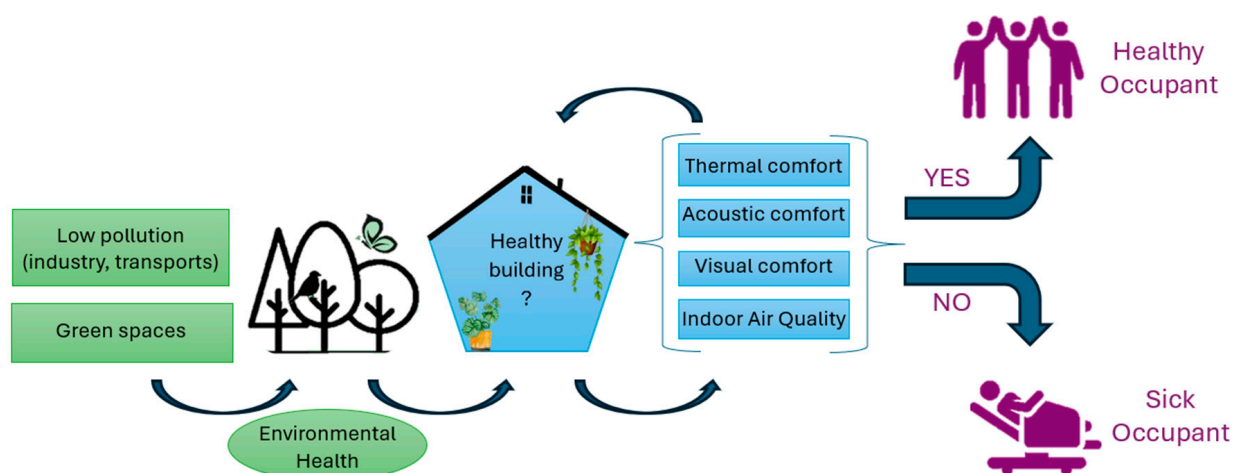 Low pollution
(industry, transports)
Green spaces
Environmental
Health
Healthy
building
?
Thermal comfort
Acoustic comfort
Visual comfort
Indoor Air Quality
YES
NO
Healthy
Occupant
Sick
Occupant